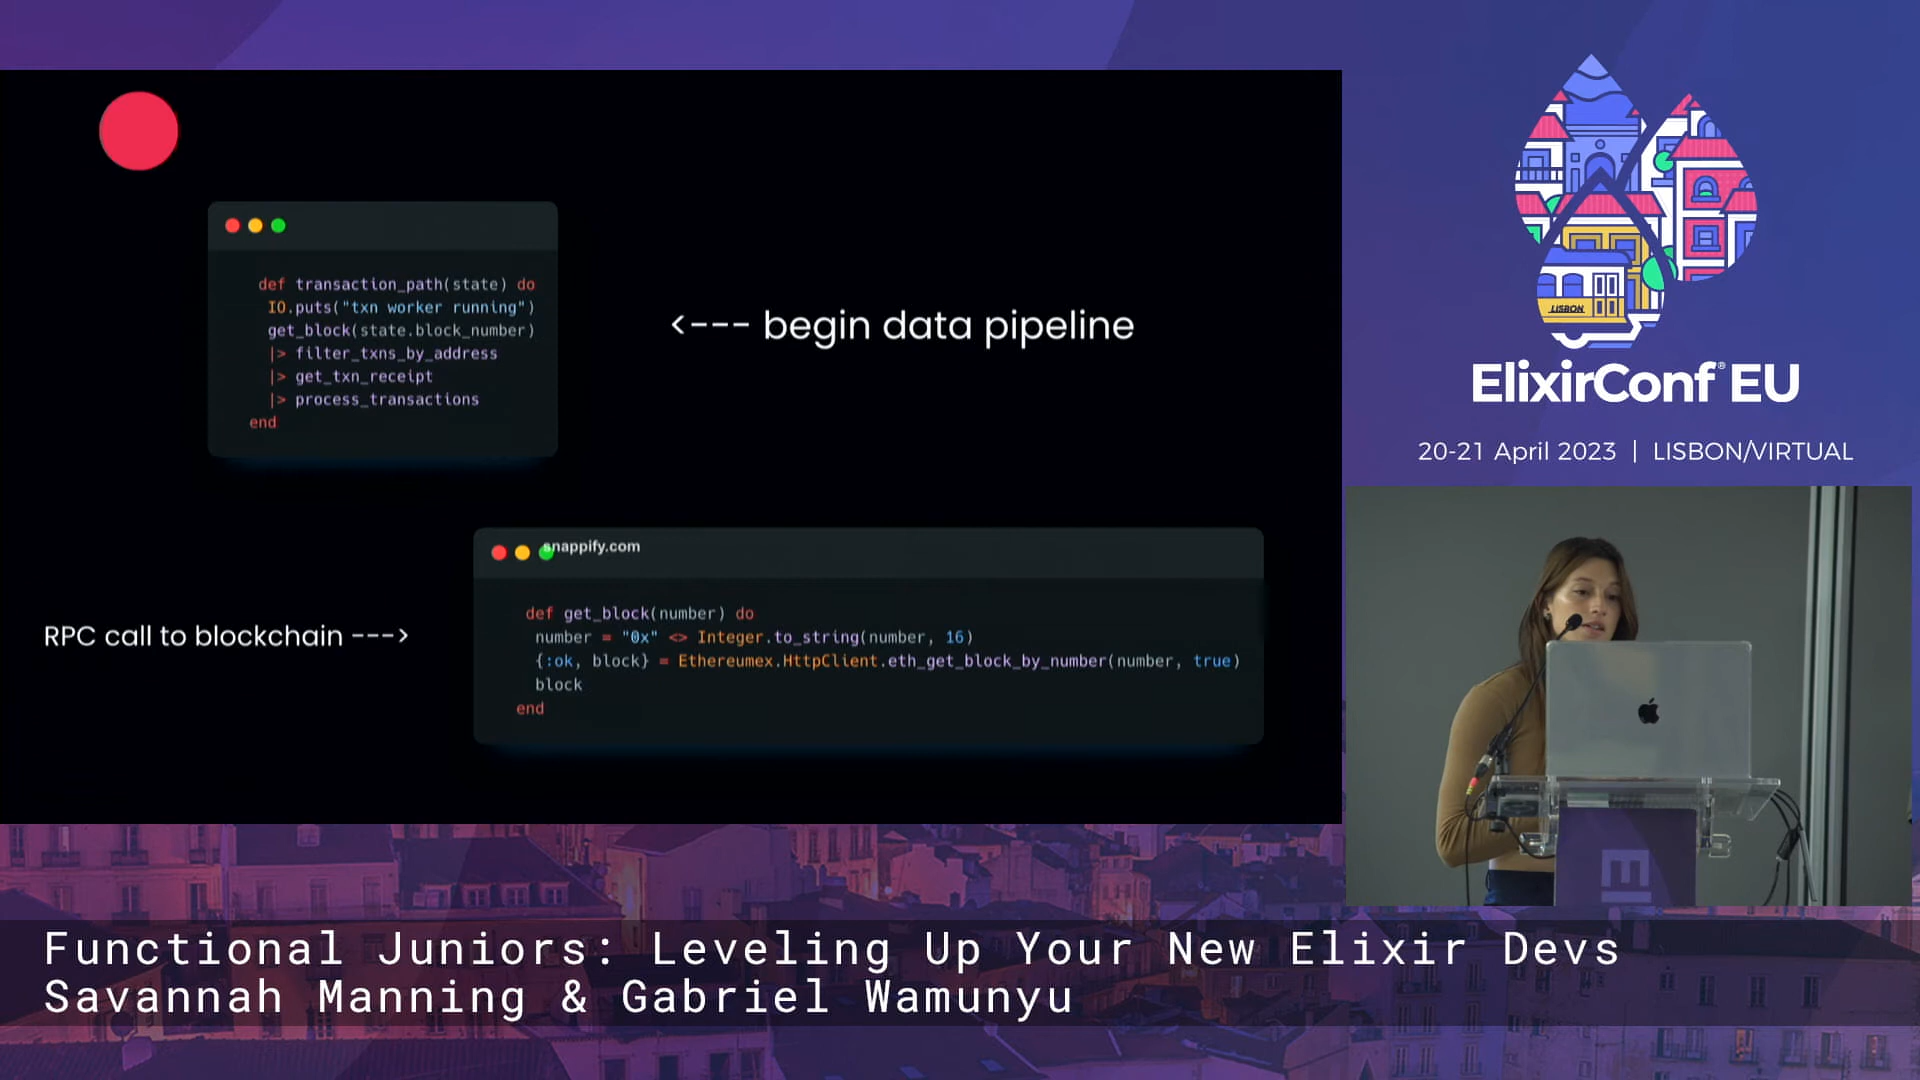 def transaction_path(state) do
IO.puts("txn worker running")
get_block(state.block_number)
|> filter_txns_by_address
|> get_txn_receipt
|> process_transactions
end
<--- begin data pipeline
RPC call to blockchain --->
snappify.com
def get_block(number) do
number = "0x" <> Integer.to_string(number, 16)
{:ok, block} = Ethereumex.HttpClient.eth_get_block_by_number(number, true)
block
end
LISBON
ElixirConf® EU
20-21 April 2023 | LISBON/VIRTUAL
Functional Juniors: Leveling Up Your New Elixir Devs
Savannah Manning & Gabriel Wamunyu